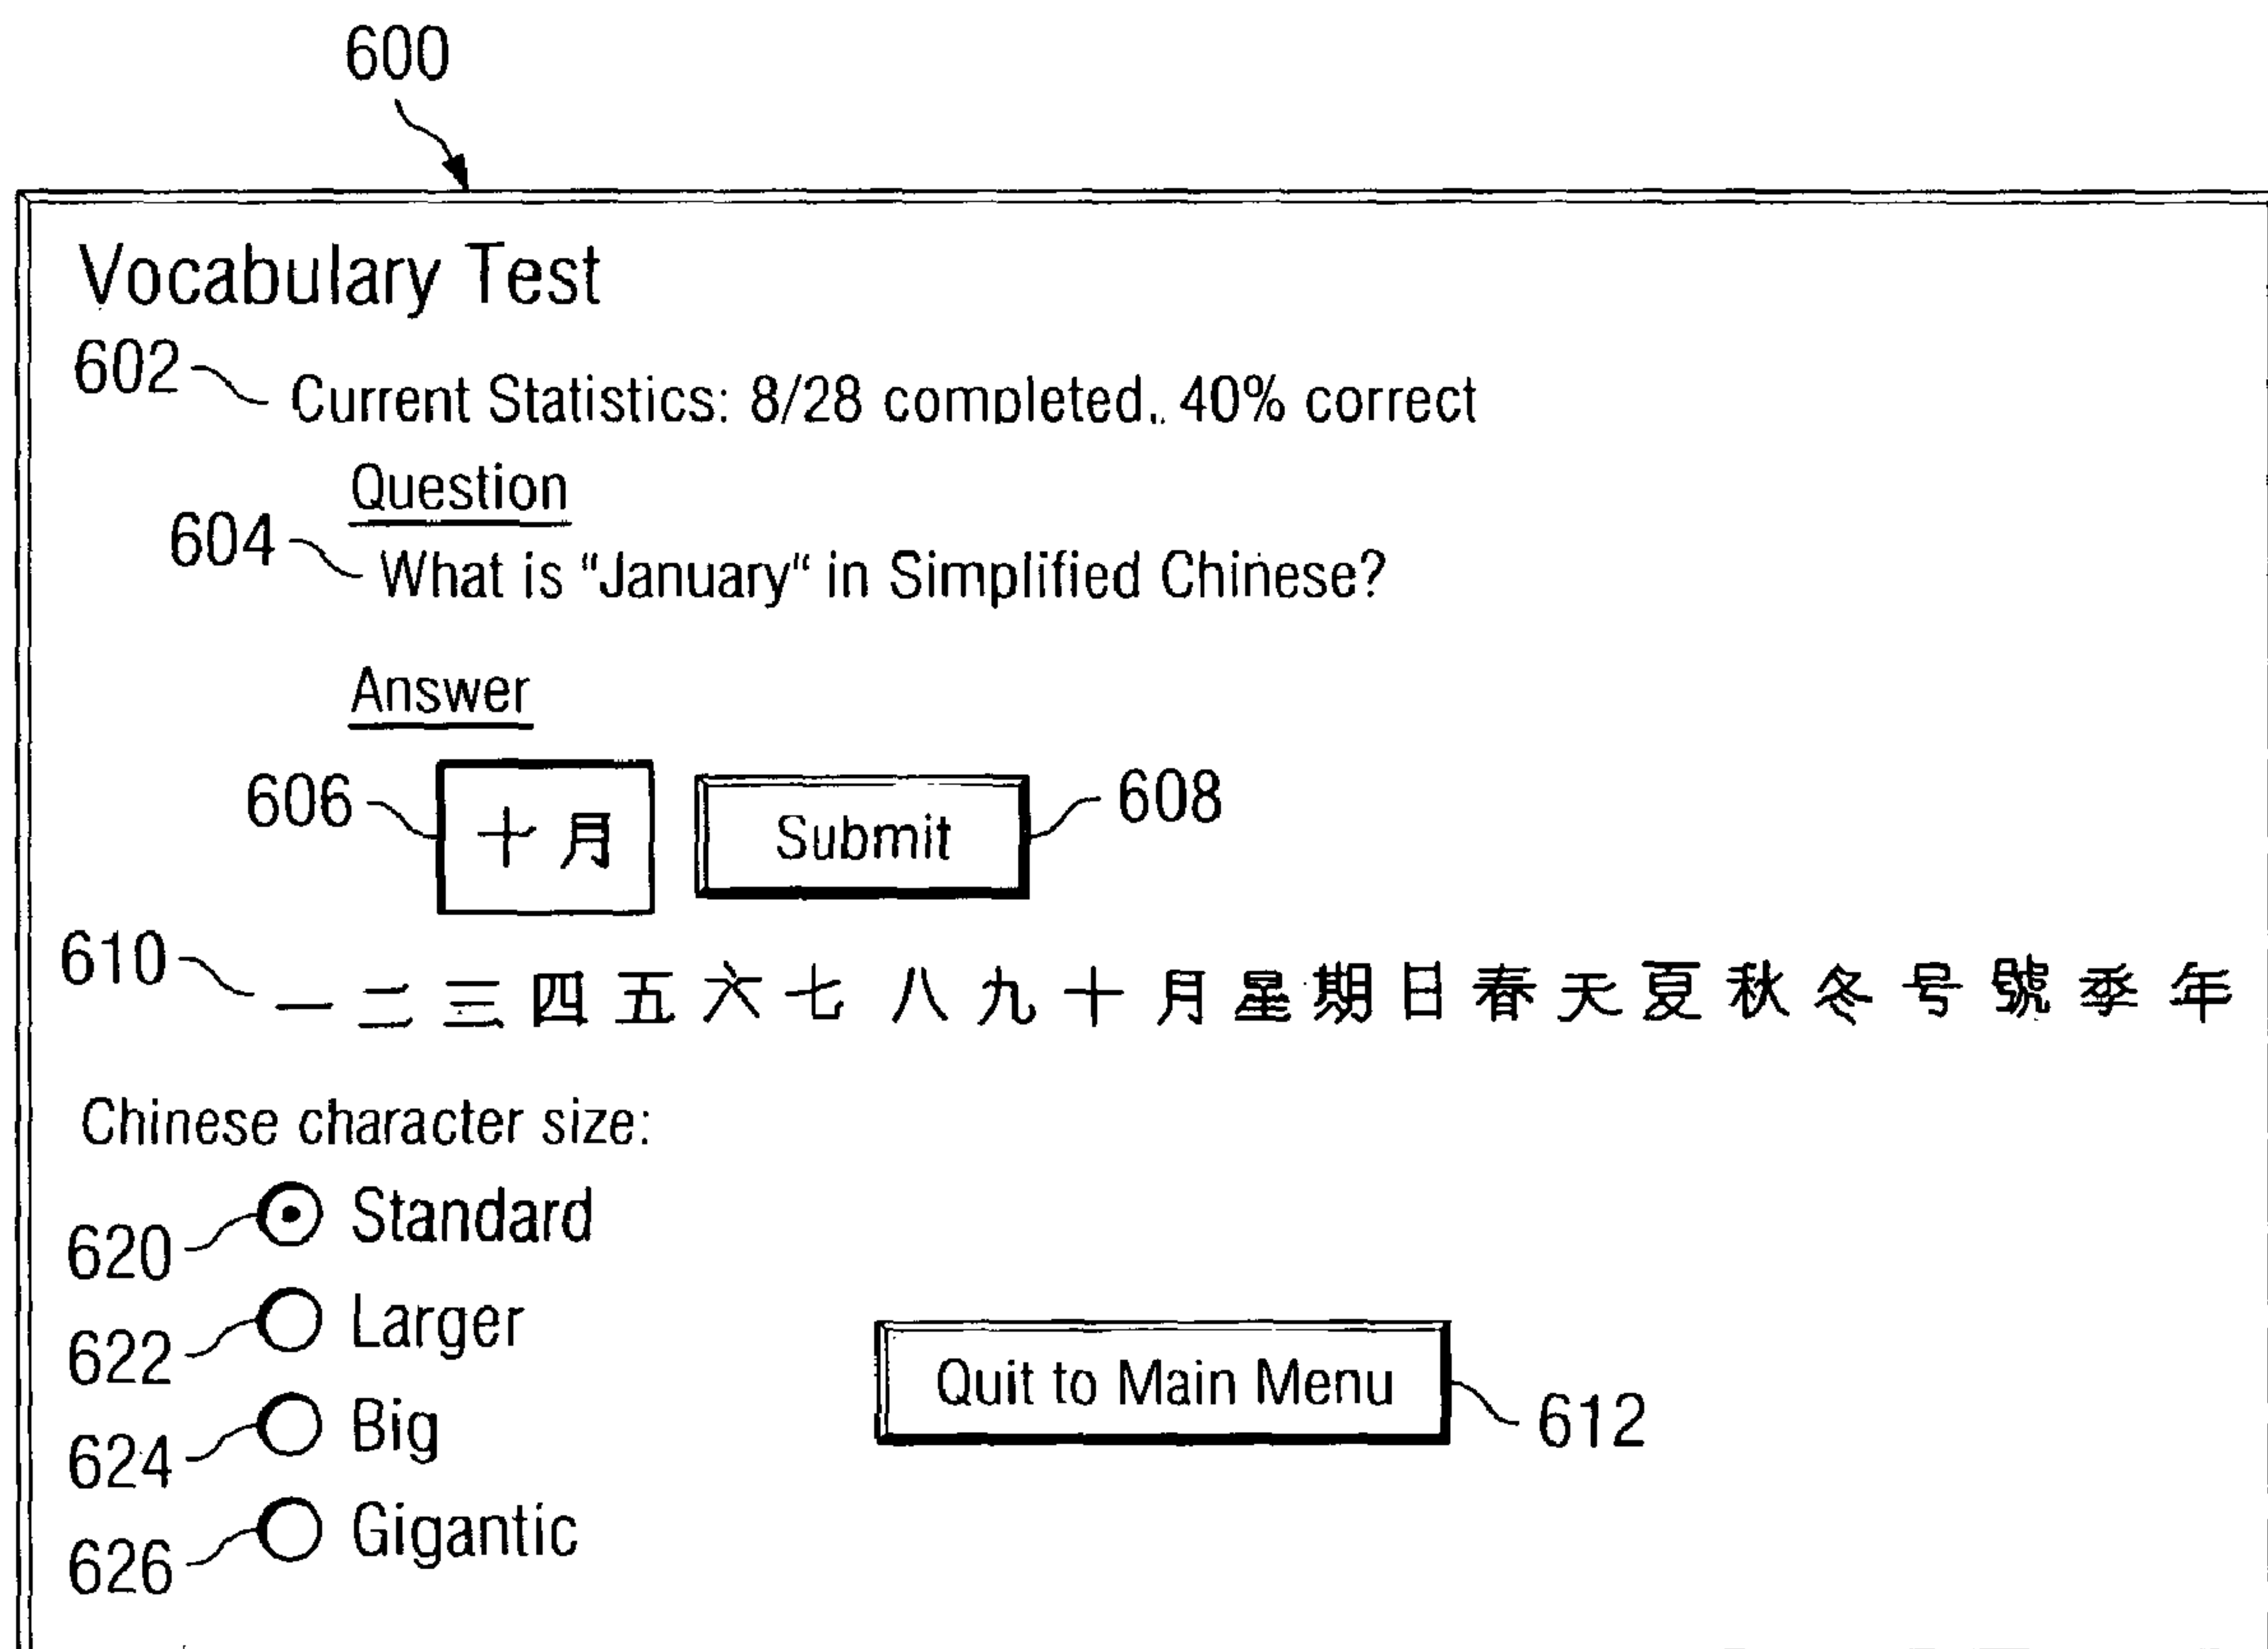 600
Vocabulary Test
602 Current Statistics: 8/28 completed, 40% correct
Question
604 What is "January" in Simplified Chinese?
Answer
606 十月 Submit 608
610 一 二 三 四 五 六 七 八 九 十 月 星 期 日 春 天 夏 秋 冬 号 號 季 年
Chinese character size:
620 Standard
622 Larger
624 Big
626 Gigantic
Quit to Main Menu 612